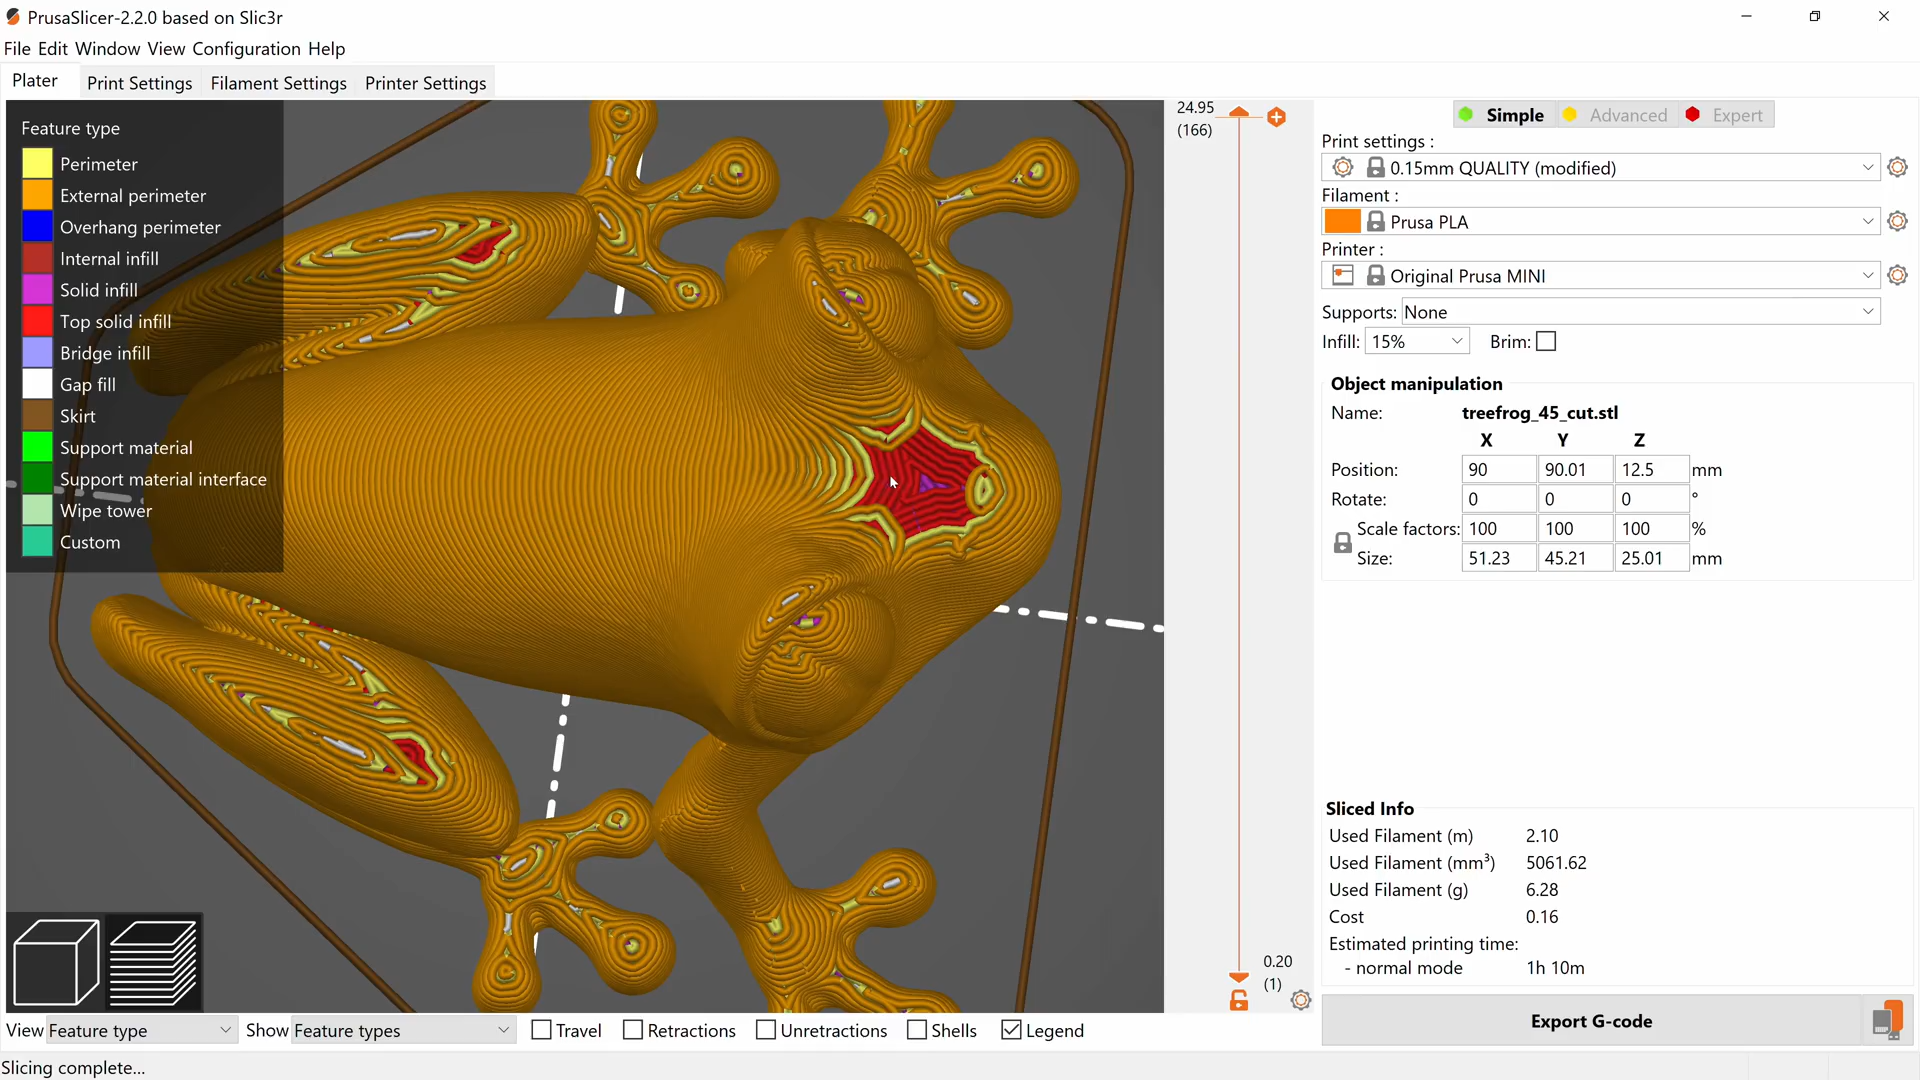 PrusaSlicer-2.2.0 based on Slic3r
File Edit Window View Configuration Help
Plater Print Settings Filament Settings Printer Settings
Feature type
Perimeter
External perimeter
Overhang perimeter
Internal infill
Solid infill
Top solid infill
Bridge infill
Gap fill
Skirt
Support material
Support material interface
Wipe tower
Custom
24.95
(166)
0.20
(1)
Simple Advanced Expert
Print settings :
0.15mm QUALITY (modified)
Filament :
Prusa PLA
Printer :
Original Prusa MINI
Supports: None
Infill: 15% Brim:
Object manipulation
Name: treefrog_45_cut.stl
X Y Z
Position: 90 90.01 12.5 mm
Rotate: 0 0 0 °
Scale factors: 100 100 100 %
Size: 51.23 45.21 25.01 mm
Sliced Info
Used Filament (m) 2.10
Used Filament (mm³) 5061.62
Used Filament (g) 6.28
Cost 0.16
Estimated printing time:
- normal mode 1h 10m
Export G-code
View Feature type Show Feature types Travel Retractions Unretractions Shells Legend
Slicing complete...